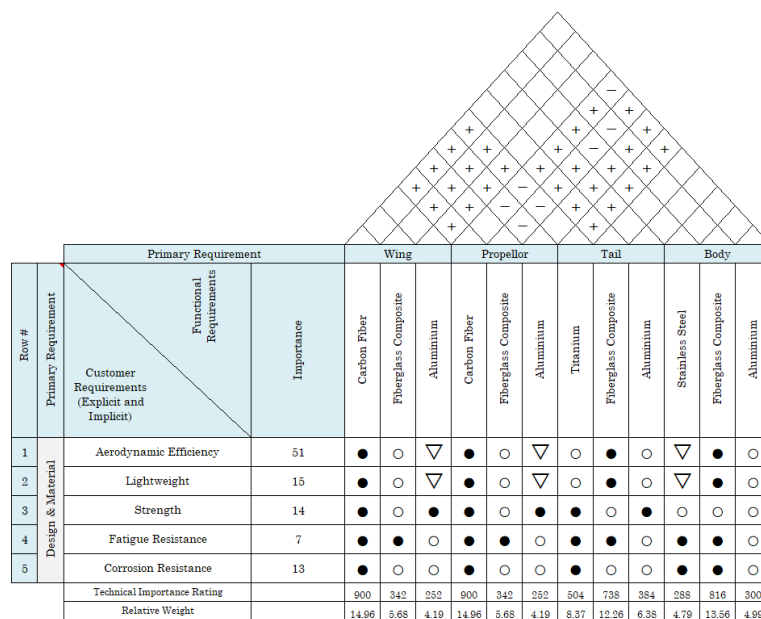 Primary Requirement Wing Propellor Tail Body
Row #
Primary Requirement
Functional
Requirements
Customer
Requirements
(Explicit and
Implicit)
Importance
Carbon Fiber
Fiberglass Composite
Aluminium
Carbon Fiber
Fiberglass Composite
Aluminium
Titanium
Fiberglass Composite
Aluminium
Stainless Steel
Fiberglass Composite
Aluminium
Design & Material
1 Aerodynamic Efficiency 51
2 Lightweight 15
3 Strength 14
4 Fatigue Resistance 7
5 Corrosion Resistance 13
Technical Importance Rating 900 342 252 900 342 252 504 738 384 288 816 300
Relative Weight 14.96 5.68 4.19 14.96 5.68 4.19 8.37 12.26 6.38 4.79 13.56 4.99